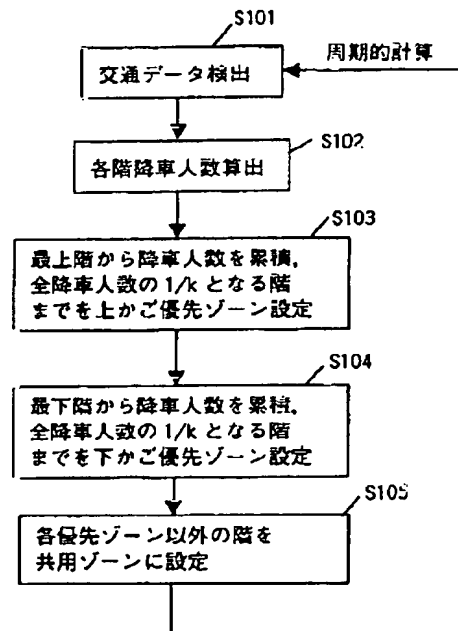 S101
周期的計算
交通データ検出
S102
各階降車人数算出
S103
最上階から降車人数を累積,
全降車人数の1/kとなる階
までを上かご優先ゾーン設定
S104
最下階から降車人数を累積,
全降車人数の1/kとなる階
までを下かご優先ゾーン設定
S105
各優先ゾーン以外の階を
共用ゾーンに設定